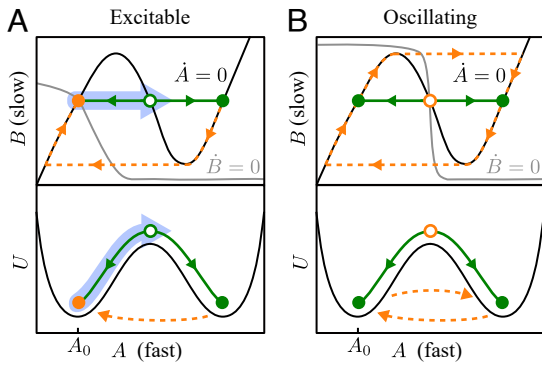 A
Excitable
B (slow)
Ȧ = 0
Ḃ = 0
U
A₀
A (fast)
B
Oscillating
B (slow)
Ȧ = 0
Ḃ = 0
U
A₀
A (fast)